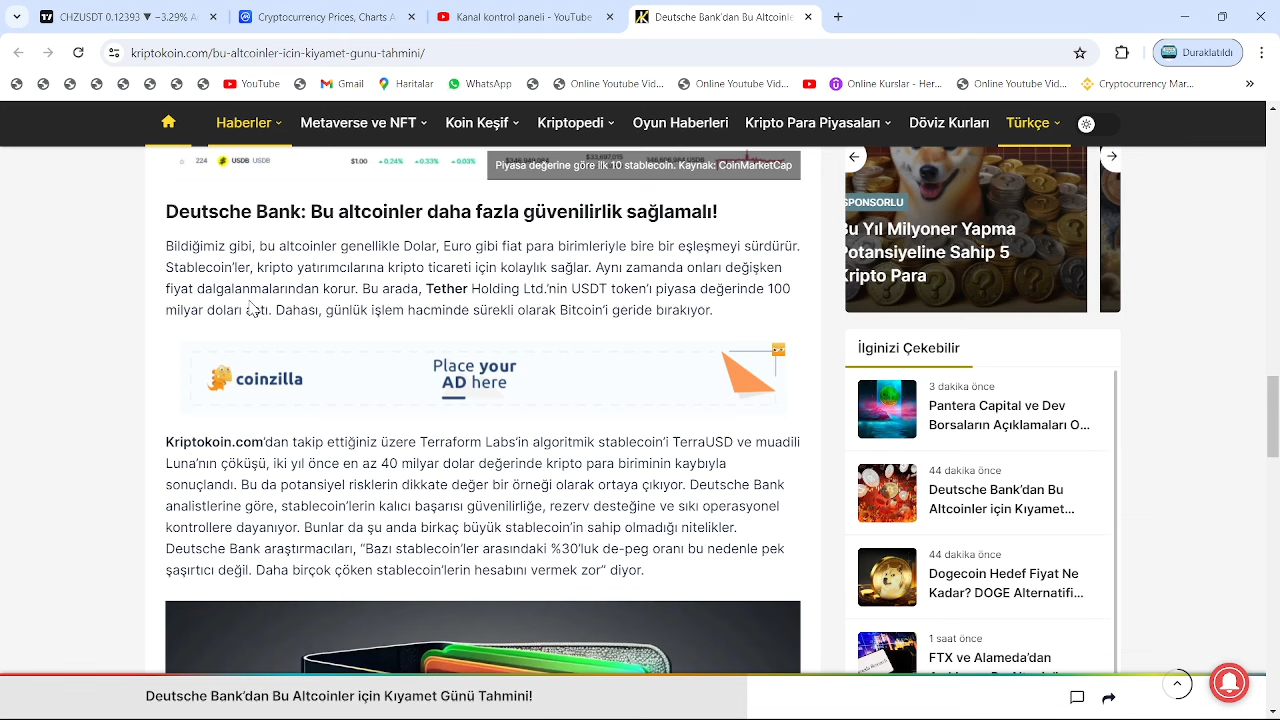 CHZUSDT 0.12393 ▼ −3.29% A
Cryptocurrency Prices, Charts A
Kanal kontrol paneli - YouTube
Deutsche Bank'dan Bu Altcoinle
kriptokoin.com/bu-altcoinler-icin-kiyamet-gunu-tahmini/
Duraklatıldı
YouTube
Gmail
Haritalar
WhatsApp
Online Youtube Vid...
Online Youtube Vid...
Online Kurslar - Her...
Online Youtube Vid...
Cryptocurrency Mar...
Haberler
Metaverse ve NFT
Koin Keşif
Kriptopedi
Oyun Haberleri
Kripto Para Piyasaları
Döviz Kurları
Türkçe
224 USDB USDB $1.00 0.24% 0.33% 0.03%
Piyasa değerine göre ilk 10 stablecoin. Kaynak: CoinMarketCap
Deutsche Bank: Bu altcoinler daha fazla güvenilirlik sağlamalı!
Bildiğimiz gibi, bu altcoinler genellikle Dolar, Euro gibi fiat para birimleriyle bire bir eşleşmeyi sürdürür.
Stablecoin'ler, kripto yatırımcılarına kripto ticareti için kolaylık sağlar. Aynı zamanda onları değişken
fiyat dalgalanmalarından korur. Bu arada, Tether Holding Ltd.'nin USDT token'ı piyasa değerinde 100
milyar doları aştı. Dahası, günlük işlem hacminde sürekli olarak Bitcoin'i geride bırakıyor.
coinzilla
Place your
AD here
Kriptokoin.com'dan takip ettiğiniz üzere Terraform Labs'in algoritmik stablecoin'i TerraUSD ve muadili
Luna'nın çöküşü, iki yıl önce en az 40 milyar dolar değerinde kripto para biriminin kaybıyla
sonuçlandı. Bu da potansiyel risklerin dikkate değer bir örneği olarak ortaya çıkıyor. Deutsche Bank
analistlerine göre, stablecoin'lerin kalıcı başarısı güvenilirliğe, rezerv desteğine ve sıkı operasyonel
kontrollere dayanıyor. Bunlar da şu anda birkaç büyük stablecoin'in sahip olmadığı nitelikler.
Deutsche Bank araştırmacıları, “Bazı stablecoin'ler arasındaki %30'luk de-peg oranı bu nedenle pek
şaşırtıcı değil. Daha birçok çöken stablecoin'lerin hesabını vermek zor” diyor.
SPONSORLU
Bu Yıl Milyoner Yapma
Potansiyeline Sahip 5
Kripto Para
İlginizi Çekebilir
3 dakika önce
Pantera Capital ve Dev
Borsaların Açıklamaları O...
44 dakika önce
Deutsche Bank'dan Bu
Altcoinler için Kıyamet...
44 dakika önce
Dogecoin Hedef Fiyat Ne
Kadar? DOGE Alternatifi...
1 saat önce
FTX ve Alameda'dan
Deutsche Bank'dan Bu Altcoinler için Kıyamet Günü Tahmini!